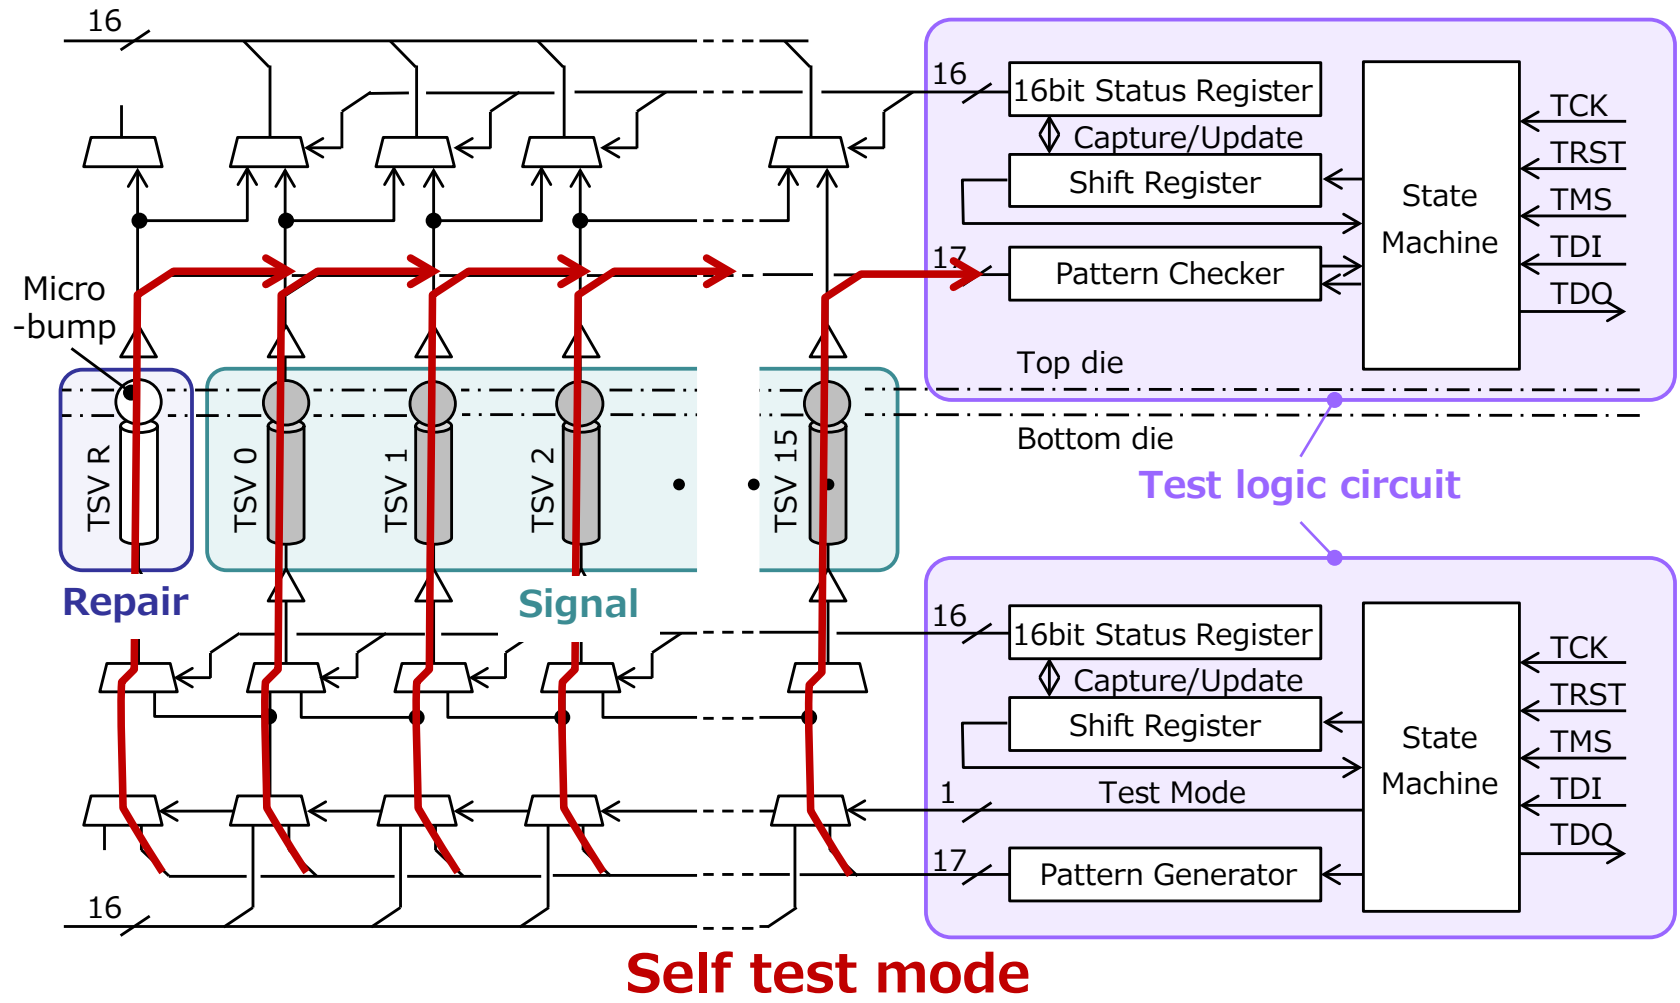 16
16
16bit Status Register
Capture/Update
Shift Register
17
Pattern Checker
State
Machine
TCK
TRST
TMS
TDI
TDO
Micro
-bump
Top die
Bottom die
TSV R
TSV 0
TSV 1
TSV 2
TSV 15
Test logic circuit
Repair
Signal
16
16bit Status Register
Capture/Update
Shift Register
1
Test Mode
17
Pattern Generator
State
Machine
TCK
TRST
TMS
TDI
TDO
16
Self test mode